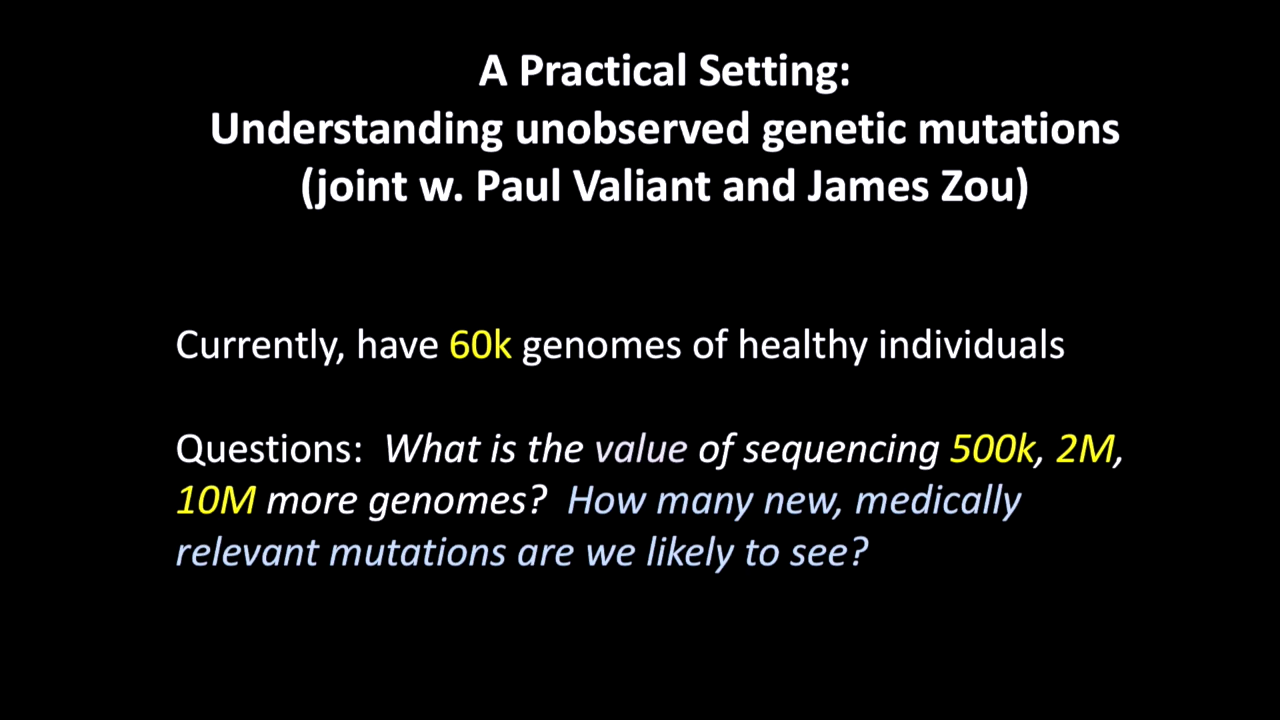 A Practical Setting:
Understanding unobserved genetic mutations
(joint w. Paul Valiant and James Zou)
Currently, have 60k genomes of healthy individuals
Questions:  What is the value of sequencing 500k, 2M,
10M more genomes?  How many new, medically
relevant mutations are we likely to see?